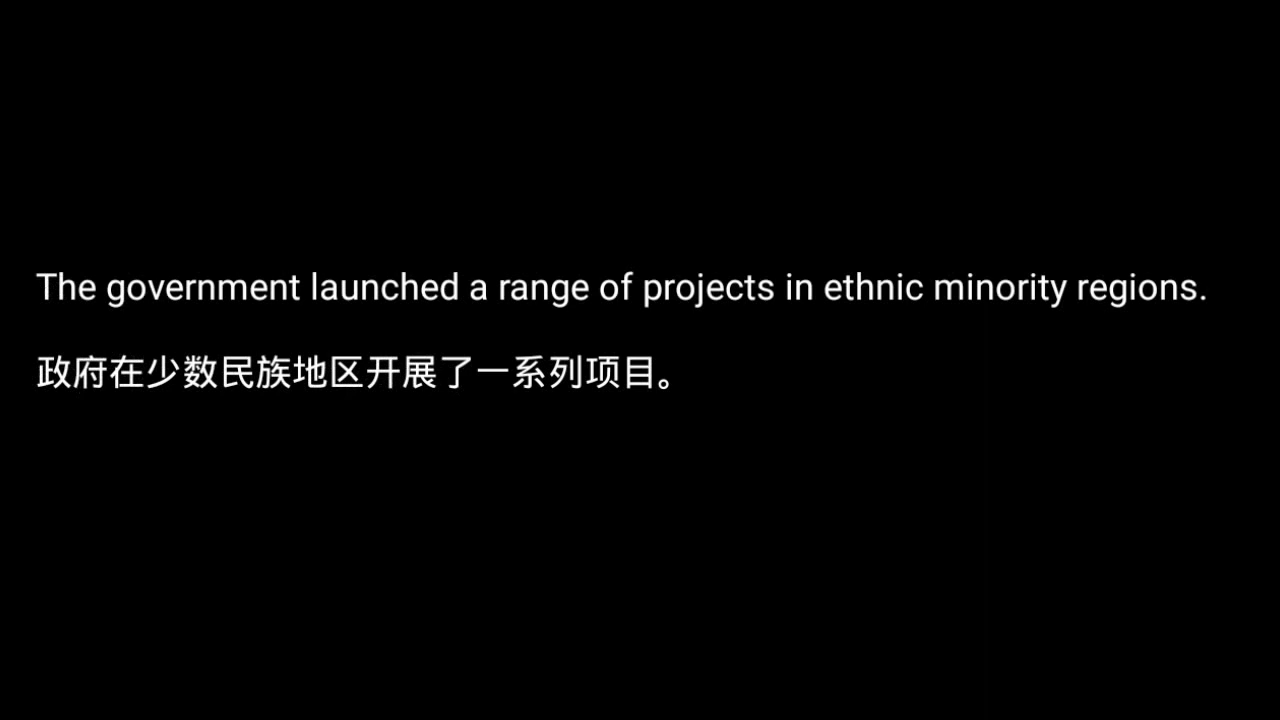 The government launched a range of projects in ethnic minority regions.
政府在少数民族地区开展了一系列项目。